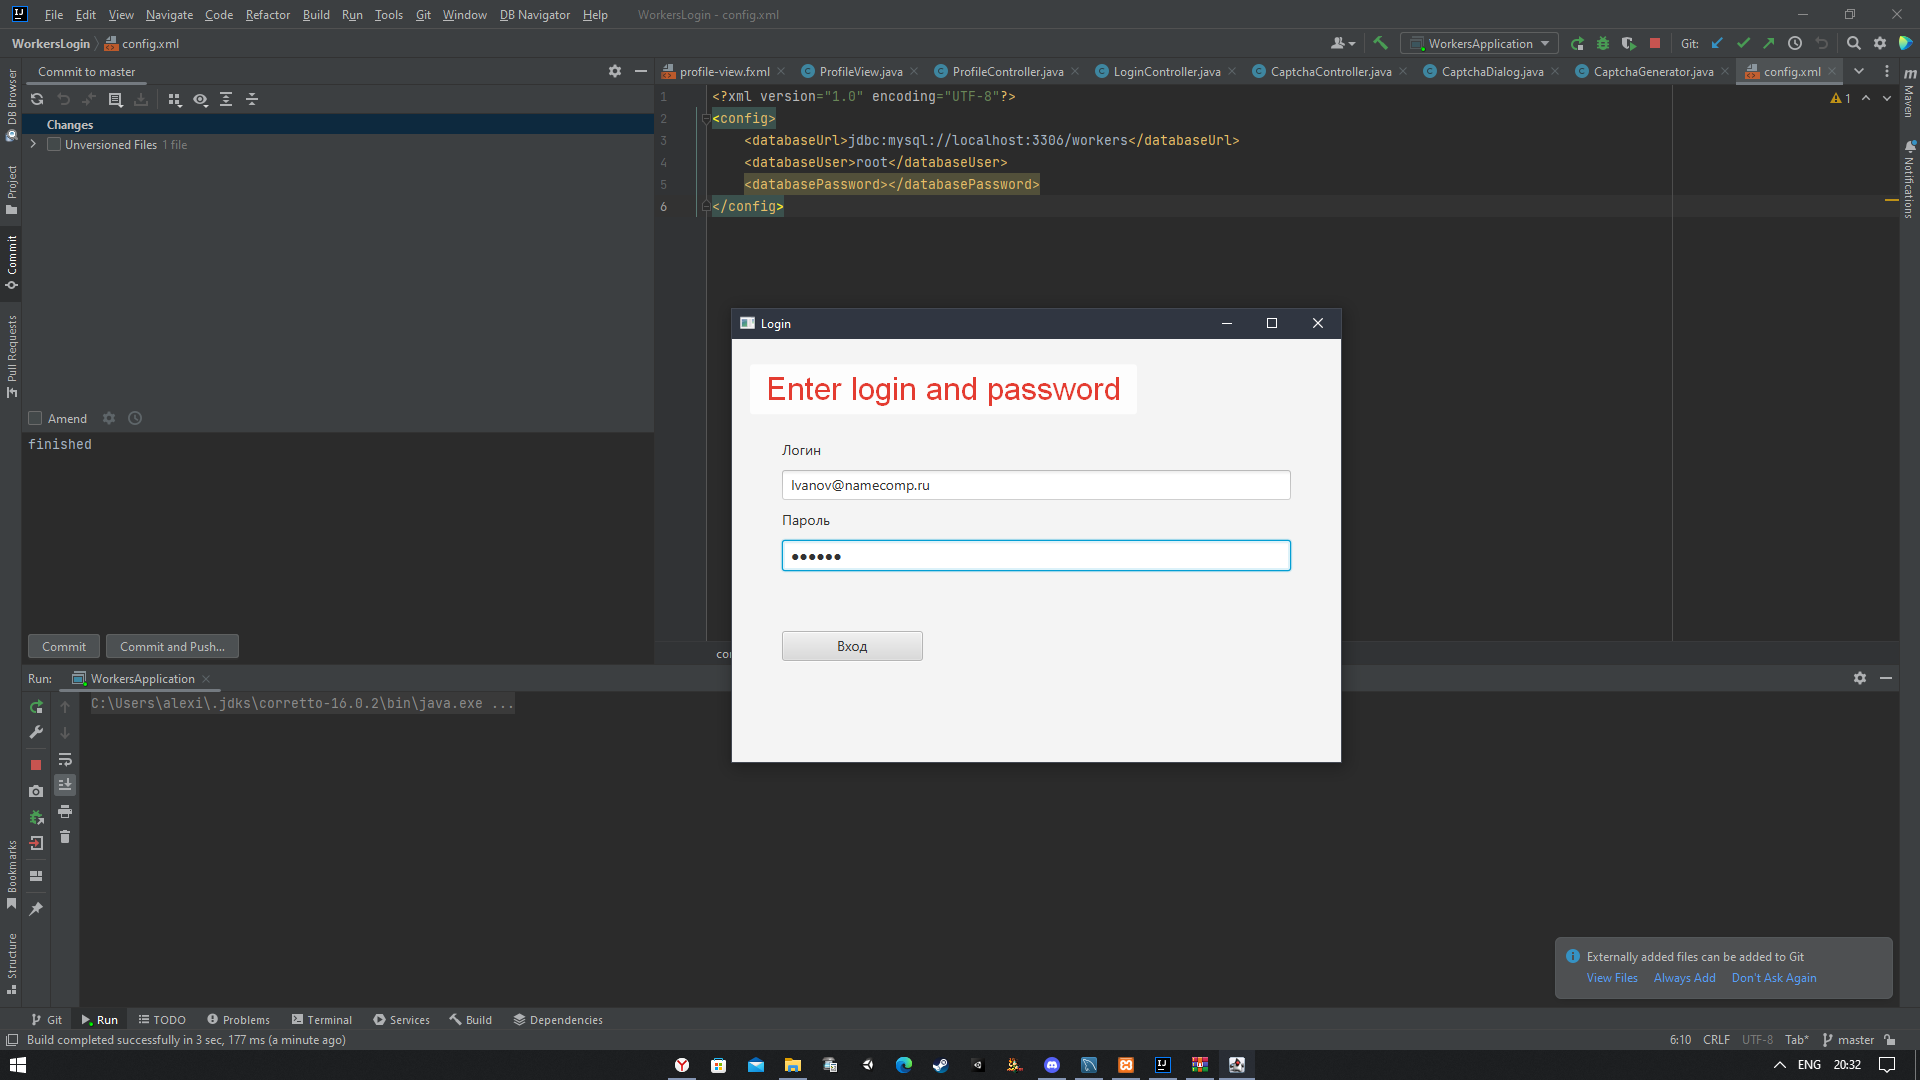 File Edit View Navigate Code Refactor Build Run Tools Git Window DB Navigator Help WorkersLogin - config.xml
WorkersLogin config.xml WorkersApplication Git:
Commit to master
profile-view.fxml ProfileView.java ProfileController.java LoginController.java CaptchaController.java CaptchaDialog.java CaptchaGenerator.java config.xml
DB Browser
Project
Commit
Pull Requests
Bookmarks
Structure
Maven
Notifications
Changes
Unversioned Files 1 file
Amend
finished
Commit Commit and Push...
1 <?xml version="1.0" encoding="UTF-8"?>
2 <config>
3 <databaseUrl>jdbc:mysql://localhost:3306/workers</databaseUrl>
4 <databaseUser>root</databaseUser>
5 <databasePassword></databasePassword>
6 </config>
1
Login
Enter login and password
Логин
Ivanov@namecomp.ru
Пароль
Вход
Run: WorkersApplication
C:\Users\alexi\.jdks\corretto-16.0.2\bin\java.exe ...
Externally added files can be added to Git
View Files Always Add Don't Ask Again
Git Run TODO Problems Terminal Services Build Dependencies
Build completed successfully in 3 sec, 177 ms (a minute ago)
6:10 CRLF UTF-8 Tab* master
ENG 20:32